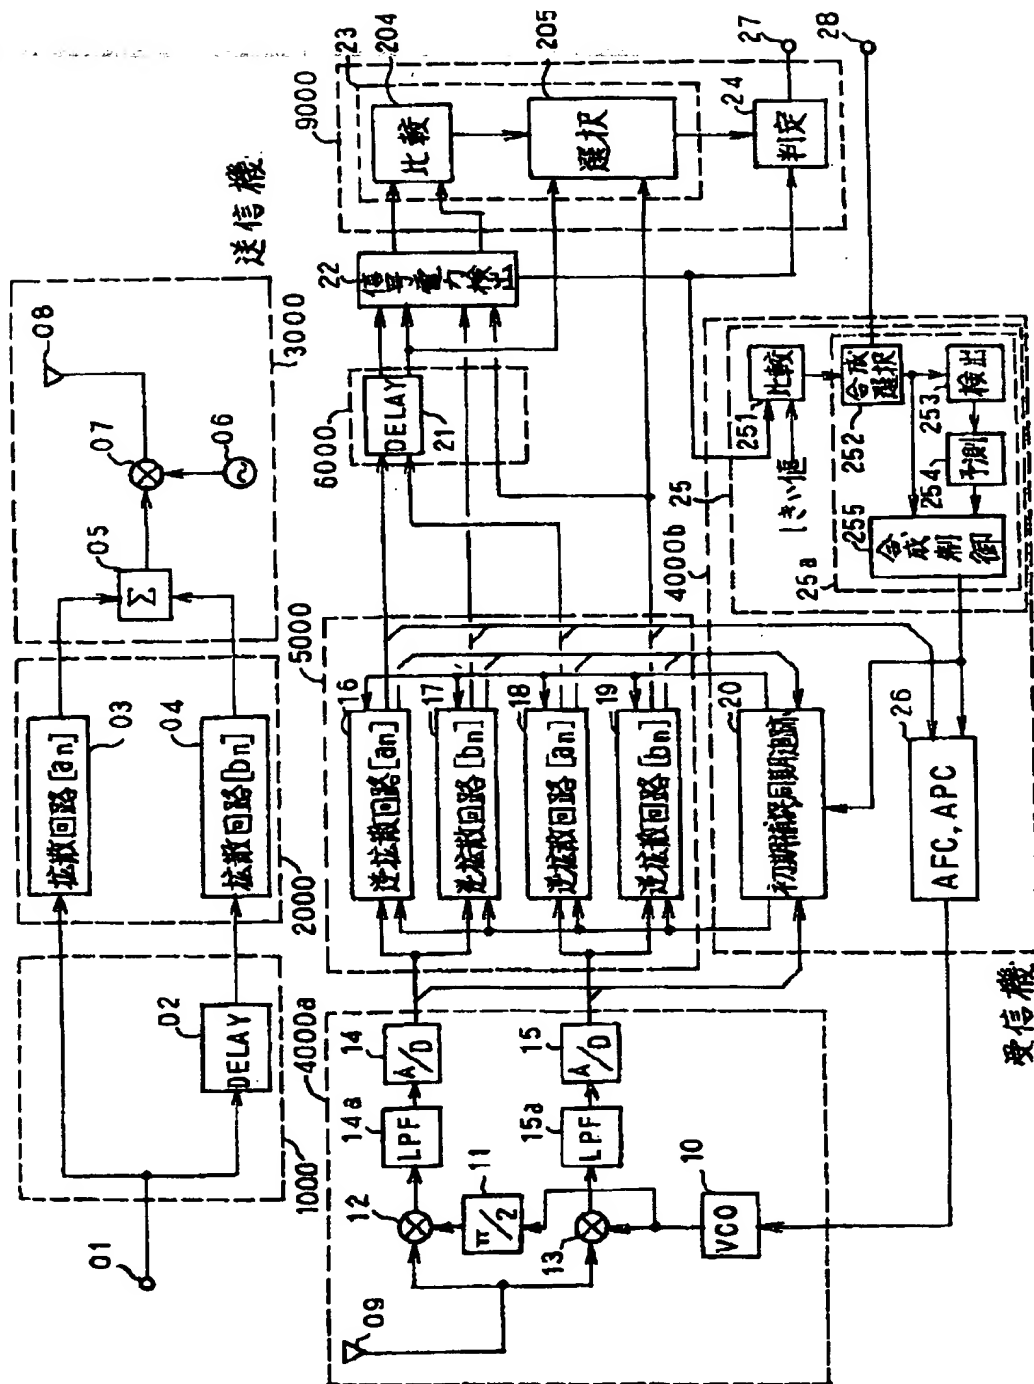 送信機
01
1000
02
DELAY
2000
03
拡散回路[an]
04
拡散回路[bn]
3000
05
Σ
07
06
08
受信機
4000a
09
12
11
π/2
13
10
VCO
14a
LPF
15a
LPF
14
A/D
15
A/D
5000
16
逆拡散回路[an]
17
逆拡散回路[bn]
18
逆拡散回路[an]
19
逆拡散回路[bn]
20
初期捕捉同期追跡
26
AFC,APC
6000
DELAY
21
22
信号電力検出
9000
23
204
比較
205
選択
24
判定
27
28
4000b
25
251
比較
しきい値
252
合成選択
253
検出
254
予測
255
合成制御
25a